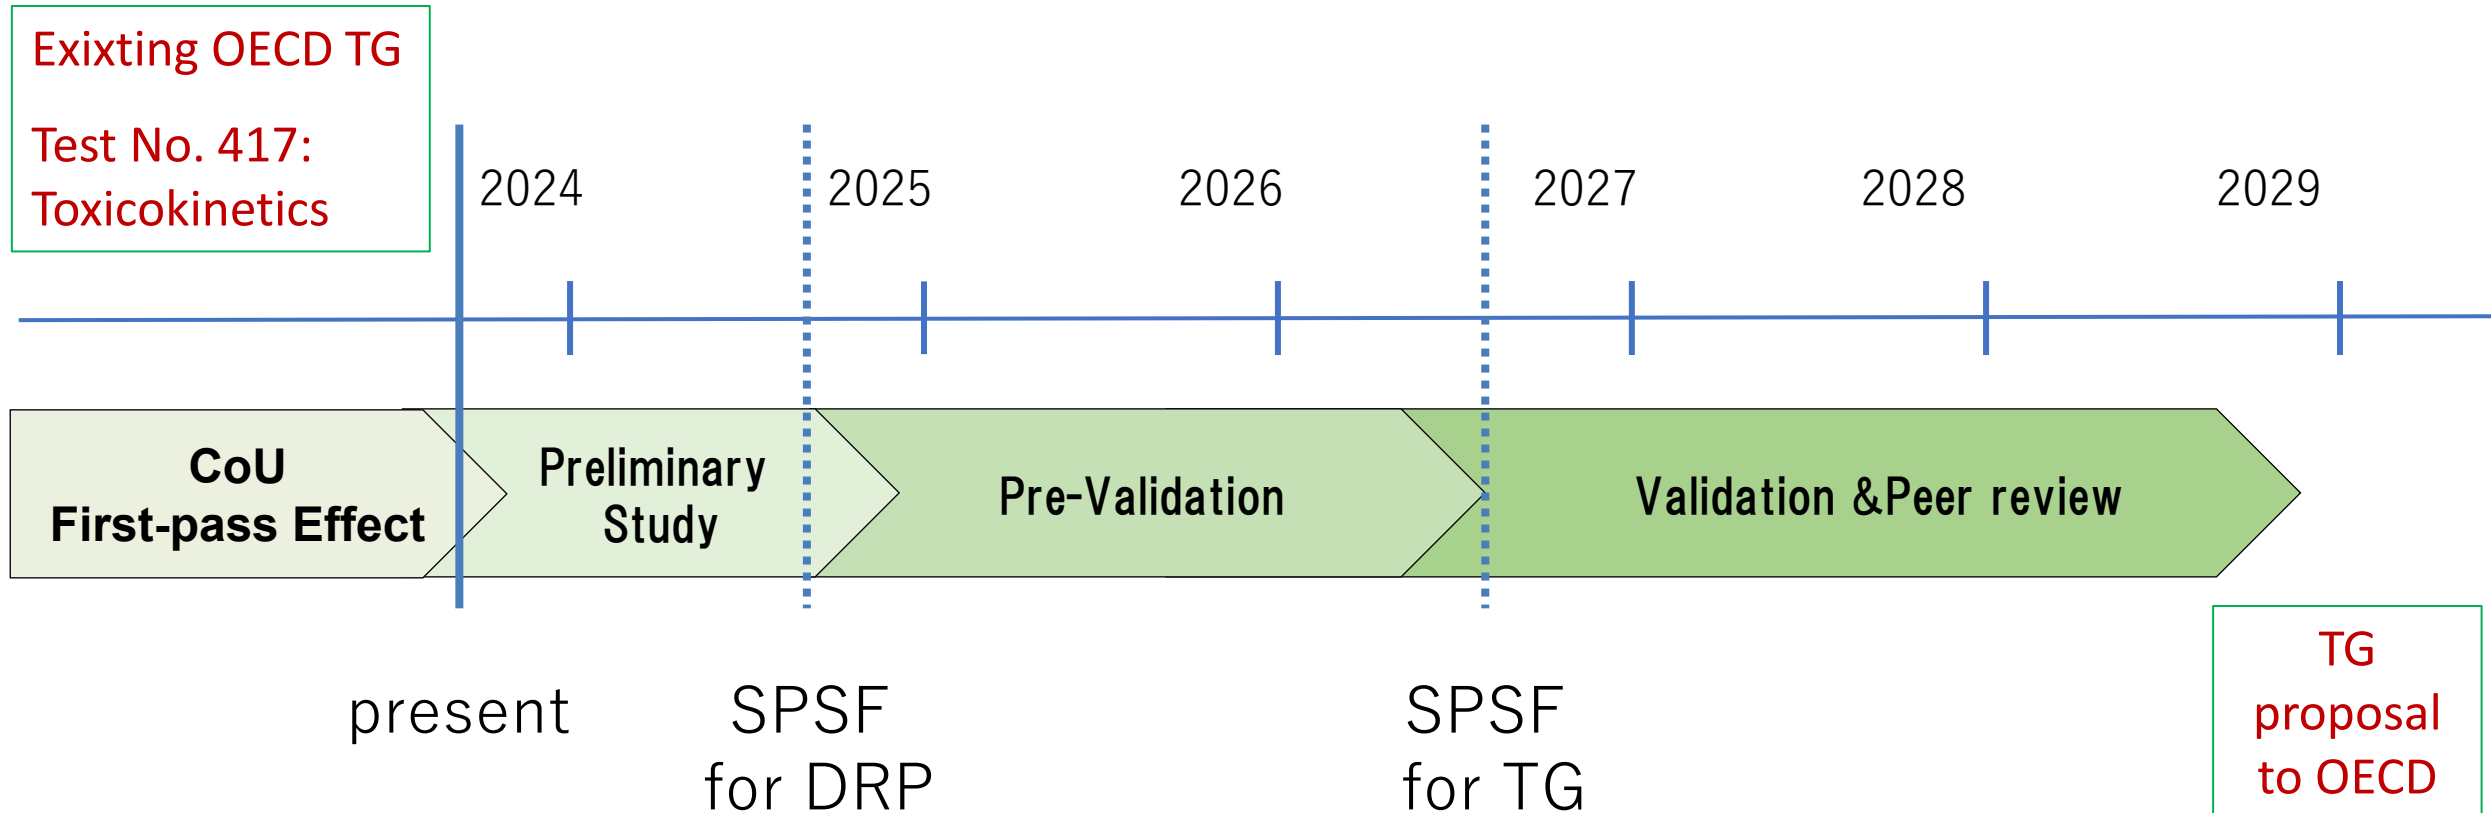 Exixting OECD TG
Test No. 417:
Toxicokinetics
2024
2025
2026
2027
2028
2029
CoU
First-pass Effect
Preliminary
Study
Pre-Validation
Validation &Peer review
present
SPSF
for DRP
SPSF
for TG
TG
proposal
to OECD